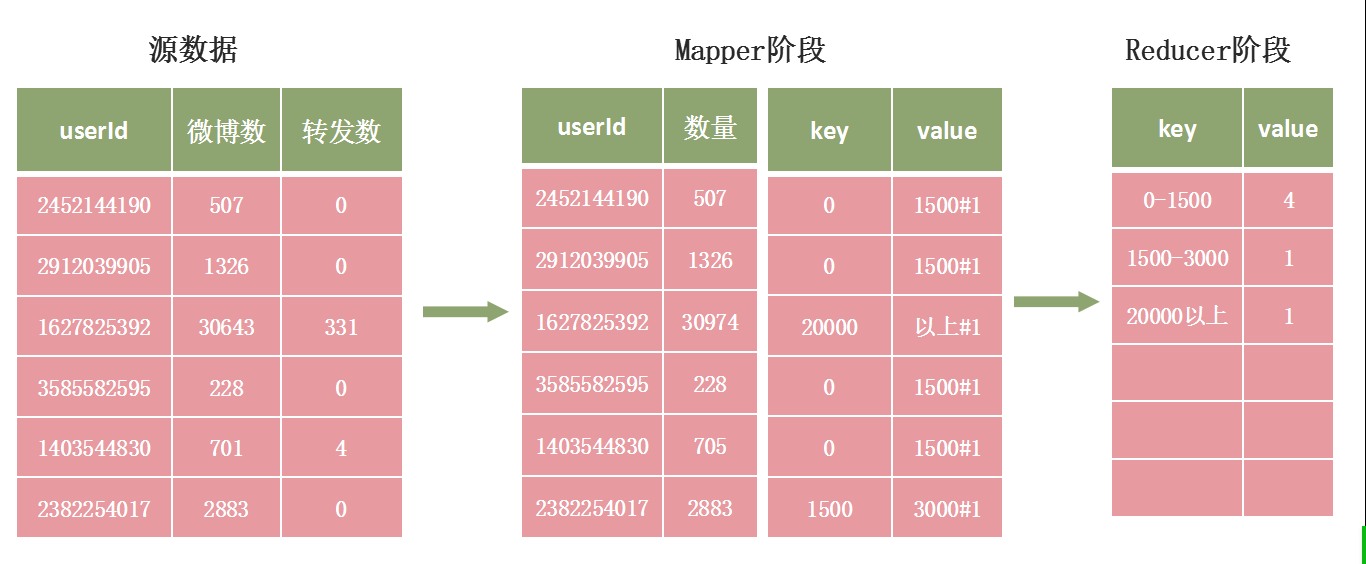 源数据
Mapper阶段
Reducer阶段
userId 微博数 转发数
2452144190 507 0
2912039905 1326 0
1627825392 30643 331
3585582595 228 0
1403544830 701 4
2382254017 2883 0
userId 数量
2452144190 507
2912039905 1326
1627825392 30974
3585582595 228
1403544830 705
2382254017 2883
key value
0 1500#1
0 1500#1
20000 以上#1
0 1500#1
0 1500#1
1500 3000#1
key value
0-1500 4
1500-3000 1
20000以上 1